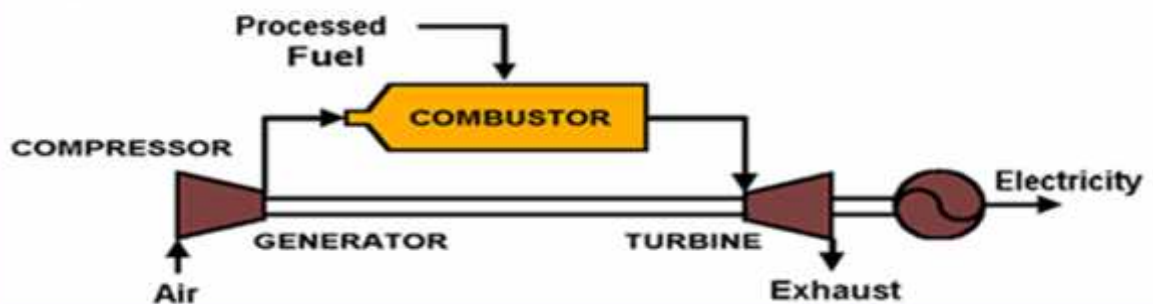 Processed
Fuel
COMBUSTOR
COMPRESSOR
Electricity
GENERATOR
TURBINE
Air
Exhaust